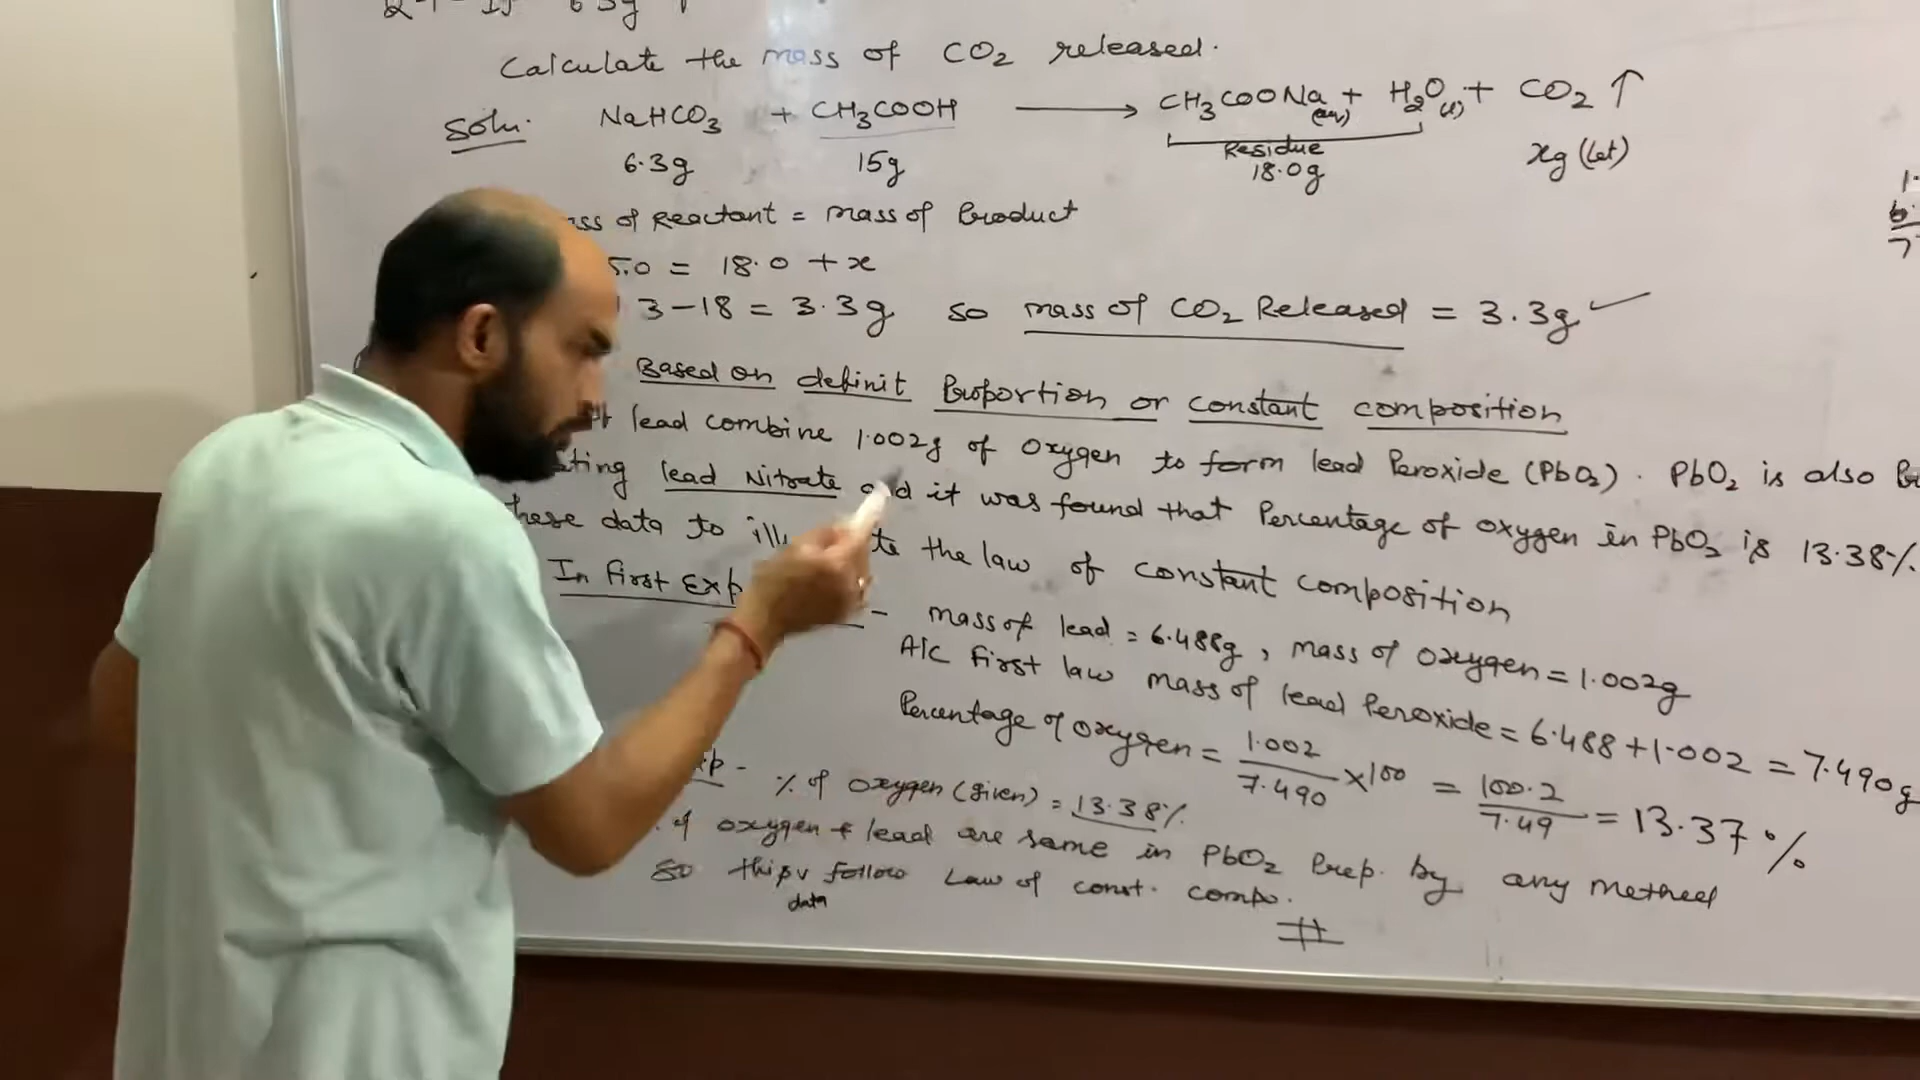 Calculate the mass of CO2 released.
Soln. NaHCO3 + CH3COOH ⟶ CH3COONa(aq) + H2O(l) + CO2 ↑
6.3g 15g Residue 18.0g xg (let)
of Reactant = mass of Product
5.0 = 18.0 + x
3-18 = 3.3g so mass of CO2 Released = 3.3g ✓
Based on definit Proportion or constant composition
lead combine 1.002g of Oxygen to form lead Peroxide (PbO2). PbO2 is also
lead Nitrate and it was found that Percentage of oxygen in PbO2 is 13.38%.
these data to the law of constant composition
In First Exp - mass of lead = 6.488g, mass of oxygen = 1.002g
A/C First law mass of lead Peroxide = 6.488 + 1.002 = 7.490g
Percentage of oxygen = 1.002/7.490 × 100 = 100.2/7.49 = 13.37 %
% of oxygen (given) = 13.38%.
of oxygen & lead are same in PbO2 Prep. by any method
so this data follow Law of const. compo.